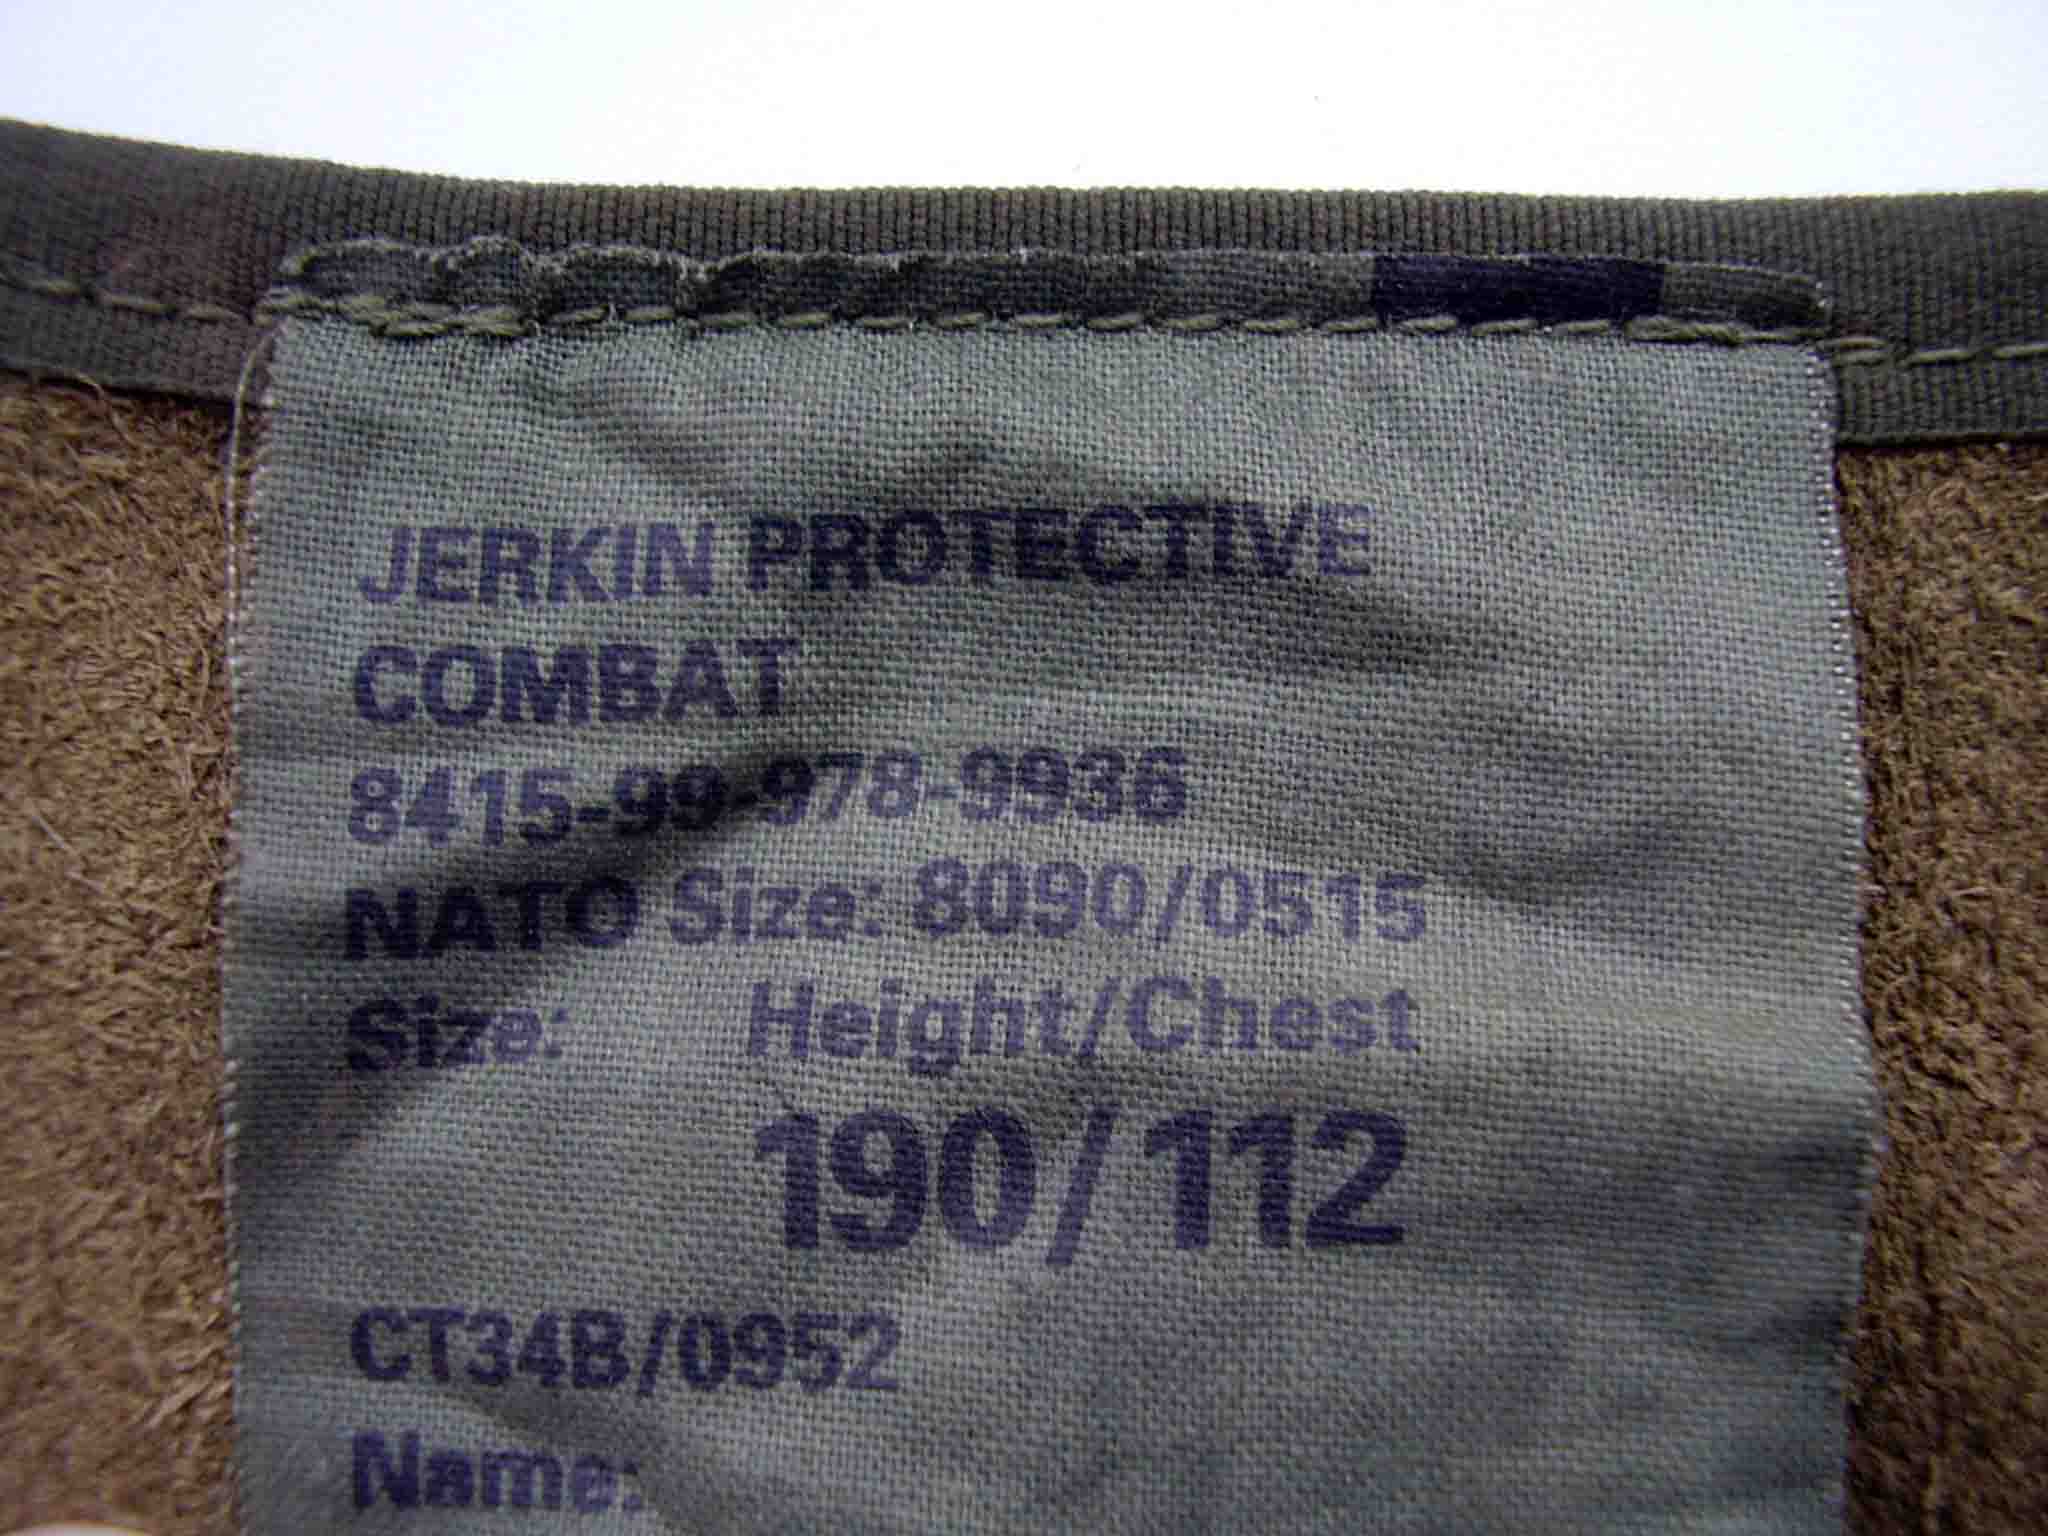 JERKIN PROTECTIVE
COMBAT
8415-99-978-9936
NATO Size: 8090/0515
Size: Height/Chest
190/112
CT34B/0952
Name: